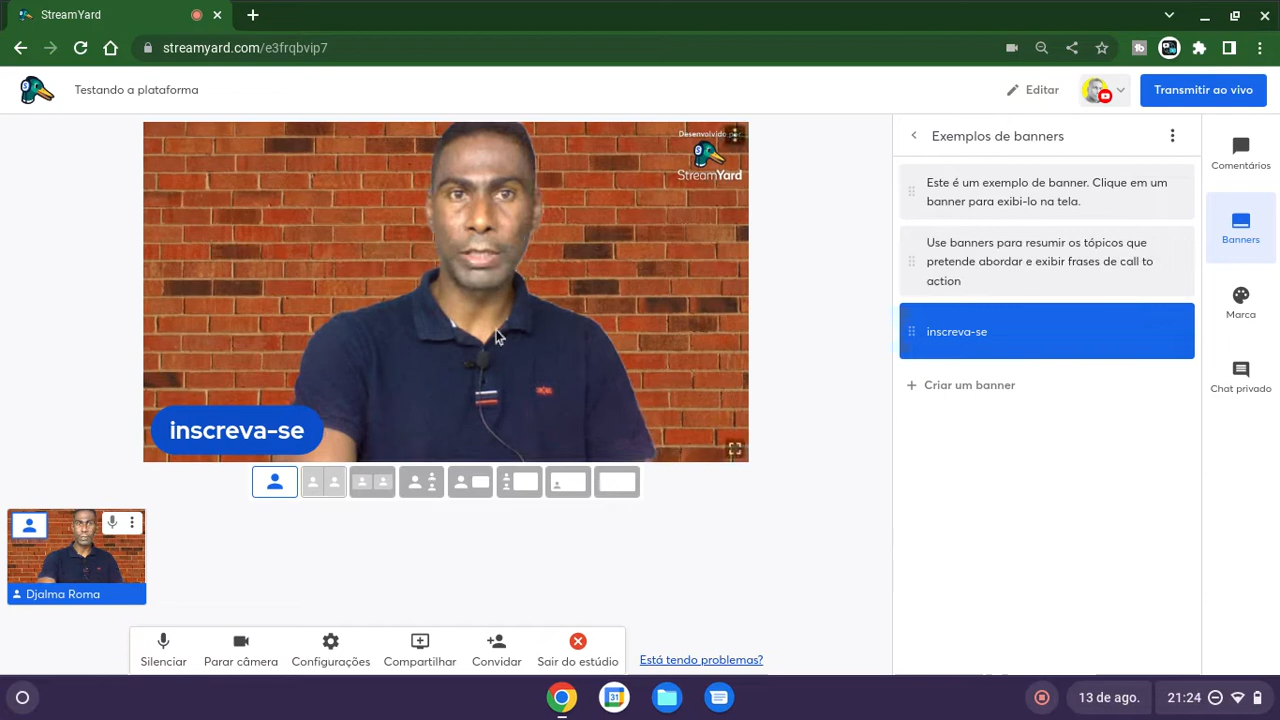 StreamYard
streamyard.com/e3frqbvip7
Testando a plataforma
Editar
Transmitir ao vivo
Desenvolvido por
StreamYard
inscreva-se
Djalma Roma
Silenciar
Parar câmera
Configurações
Compartilhar
Convidar
Sair do estúdio
Está tendo problemas?
Exemplos de banners
Este é um exemplo de banner. Clique em um
banner para exibi-lo na tela.
Use banners para resumir os tópicos que
pretende abordar e exibir frases de call to
action
inscreva-se
+ Criar um banner
Comentários
Banners
Marca
Chat privado
31
13 de ago.
21:24